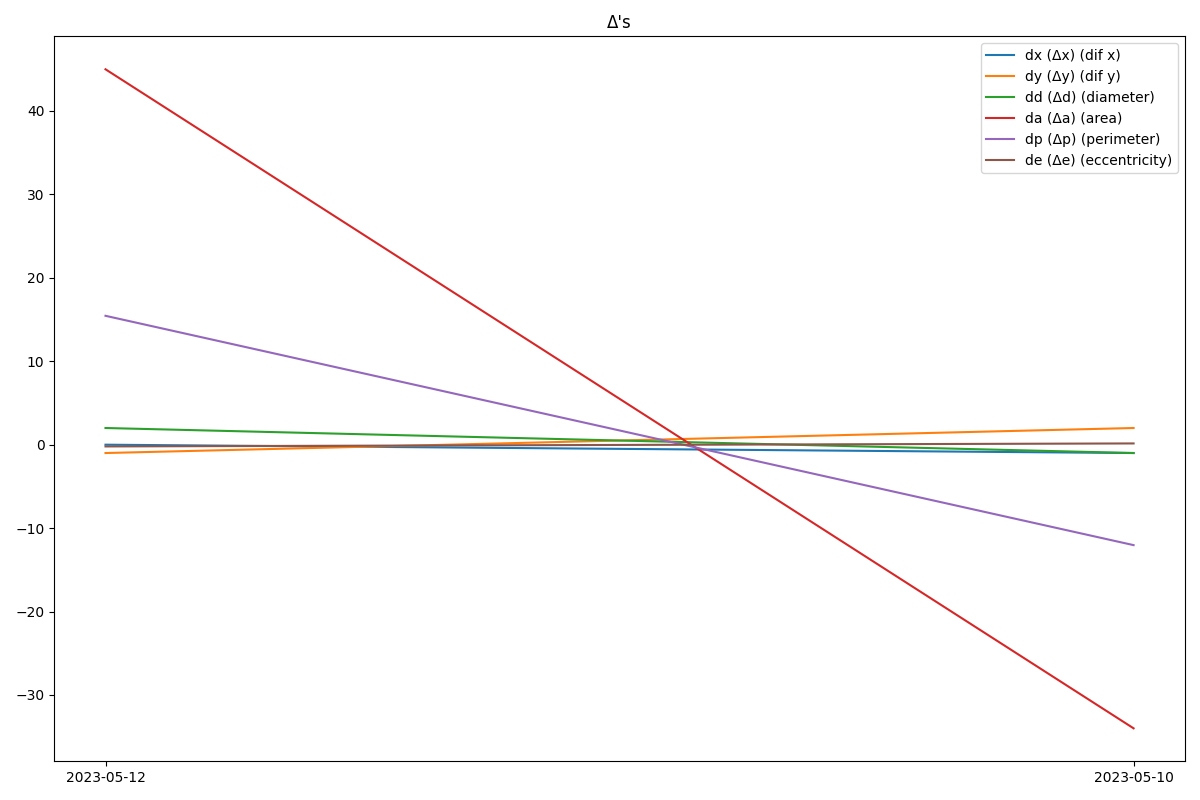 Δ's
dx (Δx) (dif x)
dy (Δy) (dif y)
dd (Δd) (diameter)
da (Δa) (area)
dp (Δp) (perimeter)
de (Δe) (eccentricity)
40
30
20
10
0
−10
−20
−30
2023-05-12 2023-05-10